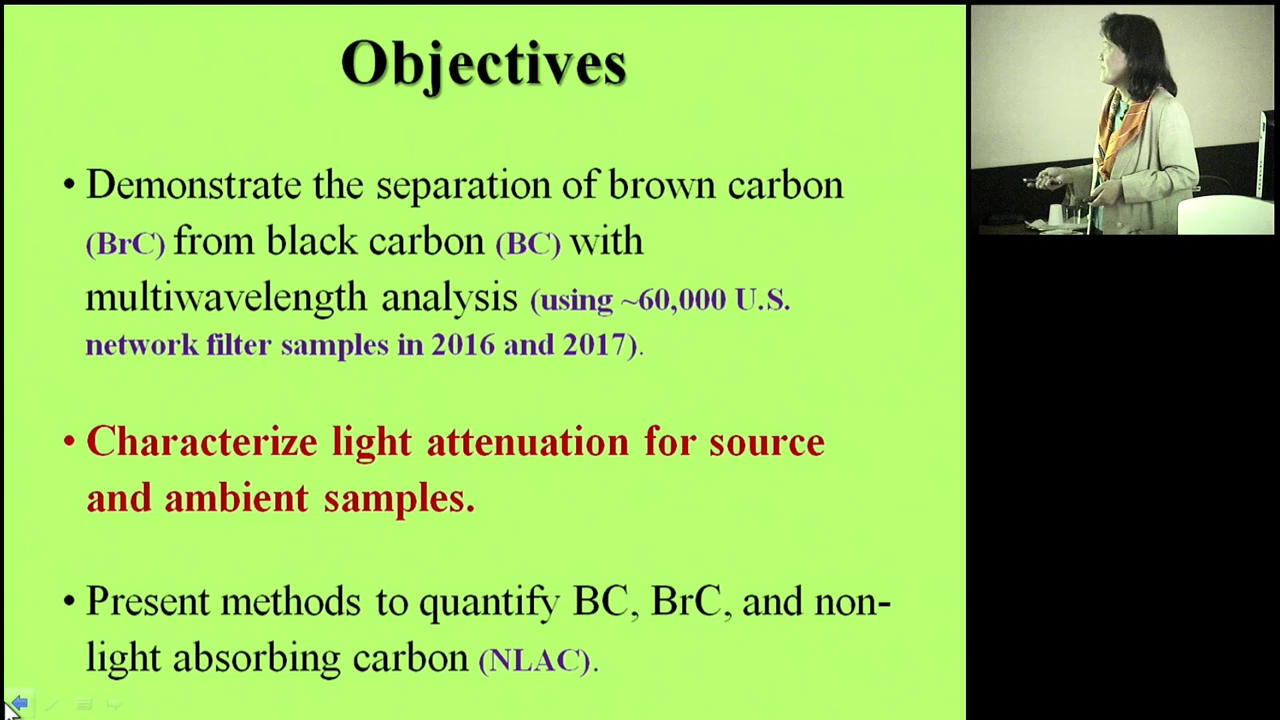 Objectives
• Demonstrate the separation of brown carbon
(BrC) from black carbon (BC) with
multiwavelength analysis (using ~60,000 U.S.
network filter samples in 2016 and 2017).
• Characterize light attenuation for source
and ambient samples.
• Present methods to quantify BC, BrC, and non-
light absorbing carbon (NLAC).